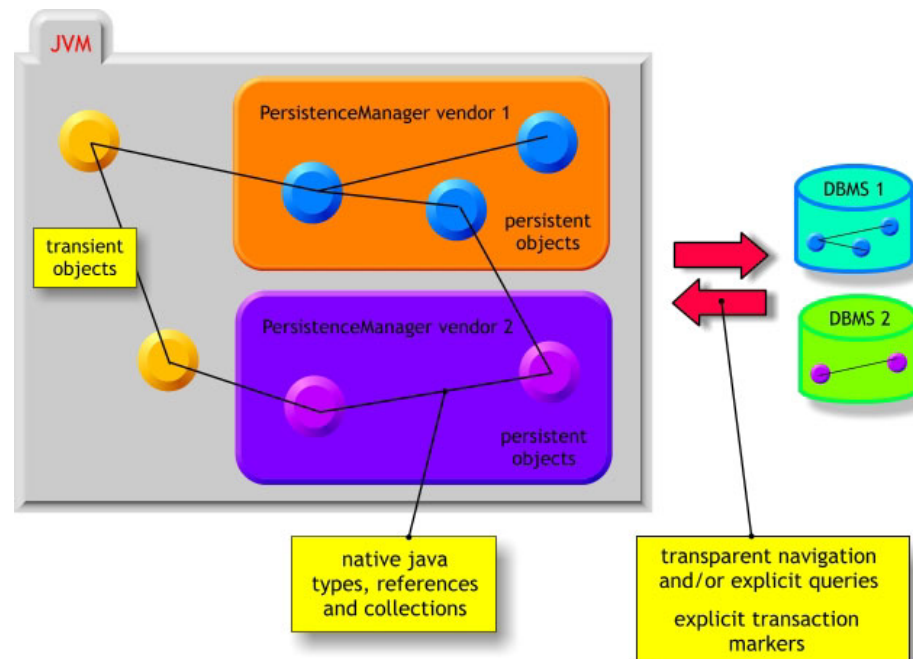 JVM
PersistenceManager vendor 1
persistent
objects
transient
objects
PersistenceManager vendor 2
persistent
objects
DBMS 1
DBMS 2
native java
types, references
and collections
transparent navigation
and/or explicit queries
explicit transaction
markers